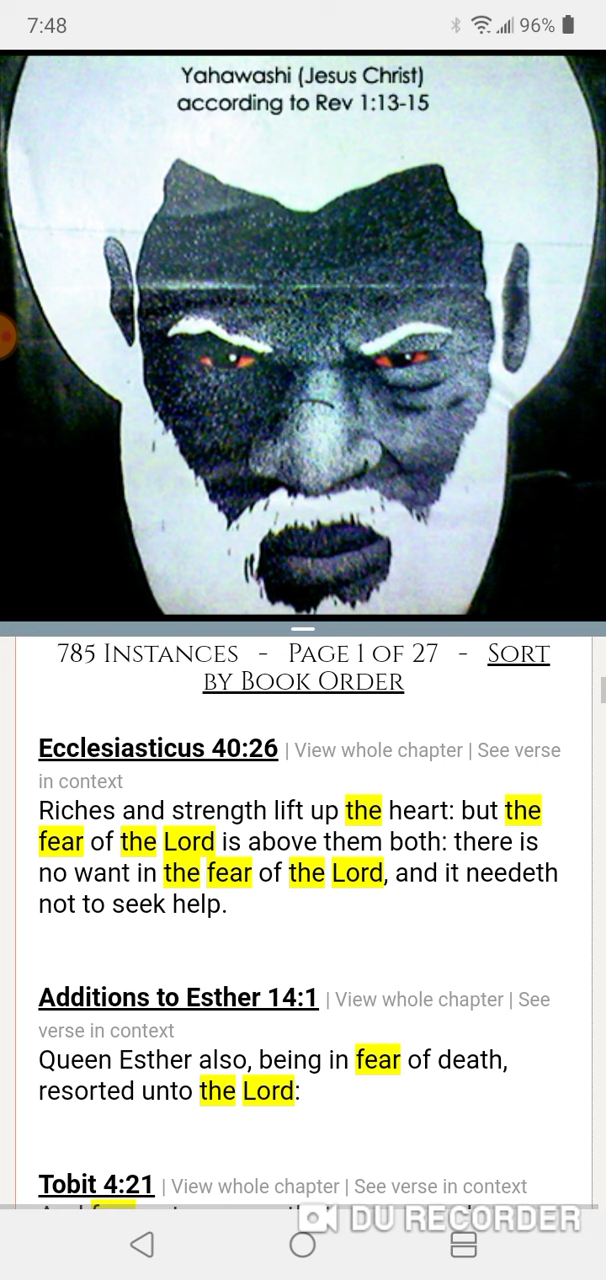 7:48
96%
Yahawashi (Jesus Christ)
according to Rev 1:13-15
785 Instances - Page 1 of 27 - Sort
by Book Order
Ecclesiasticus 40:26 | View whole chapter | See verse
in context
Riches and strength lift up the heart: but the
fear of the Lord is above them both: there is
no want in the fear of the Lord, and it needeth
not to seek help.
Additions to Esther 14:1 | View whole chapter | See
verse in context
Queen Esther also, being in fear of death,
resorted unto the Lord:
Tobit 4:21 | View whole chapter | See verse in context
DU RECORDER